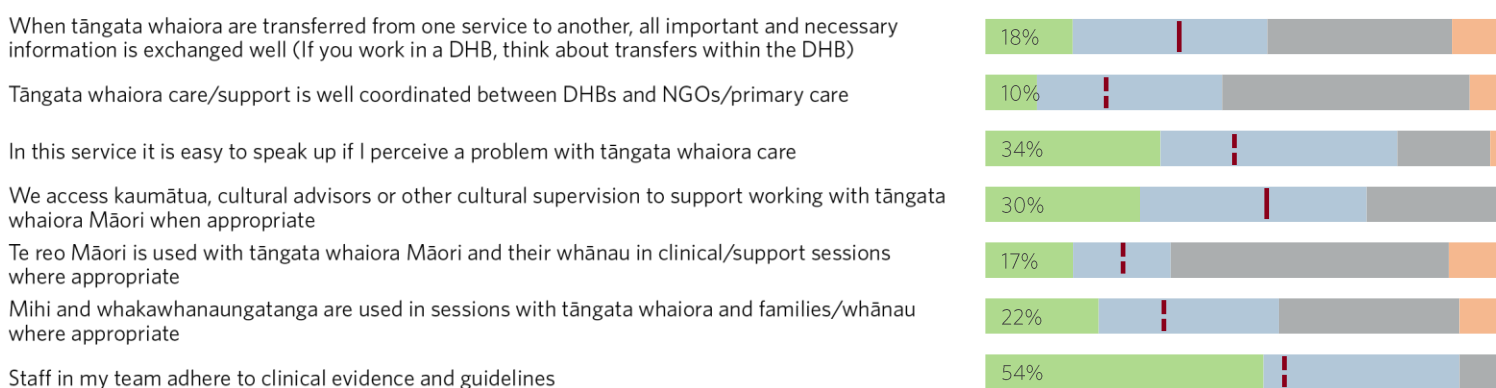 When tāngata whaiora are transferred from one service to another, all important and necessary
information is exchanged well (If you work in a DHB, think about transfers within the DHB)
18%
Tāngata whaiora care/support is well coordinated between DHBs and NGOs/primary care
10%
In this service it is easy to speak up if I perceive a problem with tāngata whaiora care
34%
We access kaumātua, cultural advisors or other cultural supervision to support working with tāngata
whaiora Māori when appropriate
30%
Te reo Māori is used with tāngata whaiora Māori and their whānau in clinical/support sessions
where appropriate
17%
Mihi and whakawhanaungatanga are used in sessions with tāngata whaiora and families/whānau
where appropriate
22%
Staff in my team adhere to clinical evidence and guidelines
54%